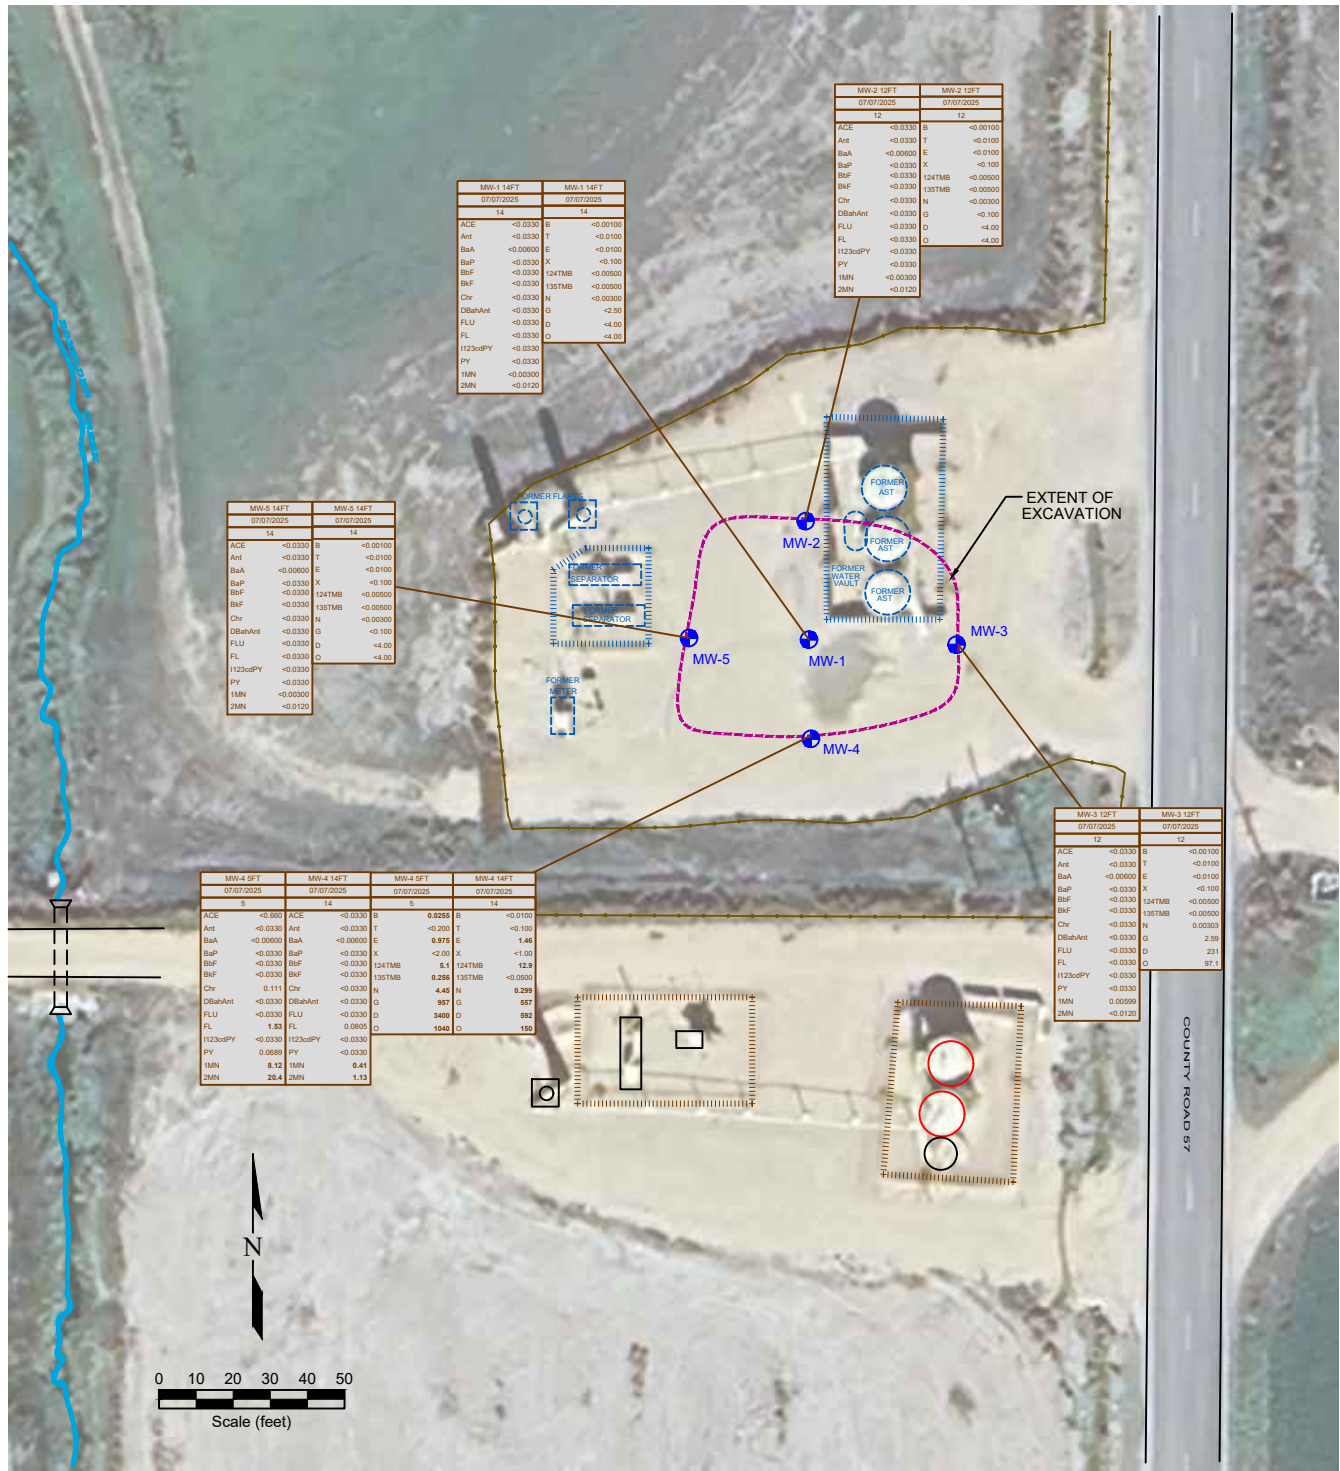 MW-2 12FT MW-2 12FT
07/07/2025 07/07/2025
12 12
ACE <0.0330 B <0.00100
Ant <0.0330 T <0.0100
BaA <0.00600 E <0.0100
BaP <0.0330 X <0.100
BbF <0.0330 124TMB <0.00500
BkF <0.0330 135TMB <0.00500
Chr <0.0330 N <0.00300
DBahAnt <0.0330 G <0.100
FLU <0.0330 D <4.00
FL <0.0330 O <4.00
I123cdPY <0.0330
PY <0.0330
1MN <0.00300
2MN <0.0120
MW-1 14FT MW-1 14FT
07/07/2025 07/07/2025
14 14
ACE <0.0330 B <0.00100
Ant <0.0330 T <0.0100
BaA <0.00600 E <0.0100
BaP <0.0330 X <0.100
BbF <0.0330 124TMB <0.00500
BkF <0.0330 135TMB <0.00500
Chr <0.0330 N <0.00300
DBahAnt <0.0330 G <2.50
FLU <0.0330 D <4.00
FL <0.0330 O <4.00
I123cdPY <0.0330
PY <0.0330
1MN <0.00300
2MN <0.0120
FORMER
AST
FORMER FLARES
EXTENT OF
EXCAVATION
MW-2
FORMER
AST
FORMER
WATER
VAULT
FORMER
AST
FORMER
SEPARATOR
FORMER
SEPARATOR
MW-5 14FT MW-5 14FT
07/07/2025 07/07/2025
14 14
ACE <0.0330 B <0.00100
Ant <0.0330 T <0.0100
BaA <0.00600 E <0.0100
BaP <0.0330 X <0.100
BbF <0.0330 124TMB <0.00500
BkF <0.0330 135TMB <0.00500
Chr <0.0330 N <0.00300
DBahAnt <0.0330 G <0.100
FLU <0.0330 D <4.00
FL <0.0330 O <4.00
I123cdPY <0.0330
PY <0.0330
1MN <0.00300
2MN <0.0120
MW-5
MW-1
MW-3
FORMER
METER
MW-4
MW-3 12FT MW-3 12FT
07/07/2025 07/07/2025
12 12
ACE <0.0330 B <0.00100
Ant <0.0330 T <0.0100
BaA <0.00600 E <0.0100
BaP <0.0330 X <0.100
BbF <0.0330 124TMB <0.00500
BkF <0.0330 135TMB <0.00500
Chr <0.0330 N 0.00303
DBahAnt <0.0330 G 2.59
FLU <0.0330 D 231
FL <0.0330 O 97.1
I123cdPY <0.0330
PY <0.0330
1MN 0.00599
2MN <0.0120
MW-4 5FT MW-4 14FT MW-4 5FT MW-4 14FT
07/07/2025 07/07/2025 07/07/2025 07/07/2025
5 14 5 14
ACE <0.660 ACE <0.0330 B 0.0255 B <0.0100
Ant <0.0330 Ant <0.0330 T <0.200 T <0.100
BaA <0.00600 BaA <0.00600 E 0.975 E 1.46
BaP <0.0330 BaP <0.0330 X <2.00 X <1.00
BbF <0.0330 BbF <0.0330 124TMB 5.1 124TMB 12.9
BkF <0.0330 BkF <0.0330 135TMB 0.256 135TMB <0.0500
Chr 0.111 Chr <0.0330 N 4.45 N 0.299
DBahAnt <0.0330 DBahAnt <0.0330 G 957 G 557
FLU <0.0330 FLU <0.0330 D 3400 D 592
FL 1.53 FL 0.0805 O 1040 O 150
I123cdPY <0.0330 I123cdPY <0.0330
PY 0.0689 PY <0.0330
1MN 8.12 1MN 0.41
2MN 20.4 2MN 1.13
COUNTY ROAD 57
N
0 10 20 30 40 50
Scale (feet)